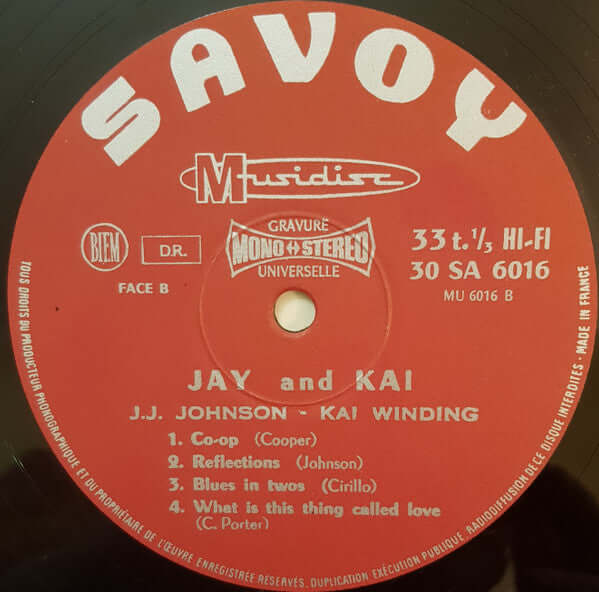 SAVOY
Musidisc
BIEM
D.R.
GRAVURE
MONO ↔ STEREO
UNIVERSELLE
33 t. 1/3 HI-FI
30 SA 6016
MU 6016 B
FACE B
JAY and KAI
J.J. JOHNSON - KAI WINDING
1. Co-op (Cooper)
2. Reflections (Johnson)
3. Blues in twos (Cirillo)
4. What is this thing called love
(C. Porter)
TOUS DROITS DU PRODUCTEUR PHONOGRAPHIQUE ET DU PROPRIÉTAIRE DE L'ŒUVRE ENREGISTRÉE RÉSERVÉS. DUPLICATION EXÉCUTION PUBLIQUE, RADIODIFFUSION DE CE DISQUE INTERDITES - MADE IN FRANCE